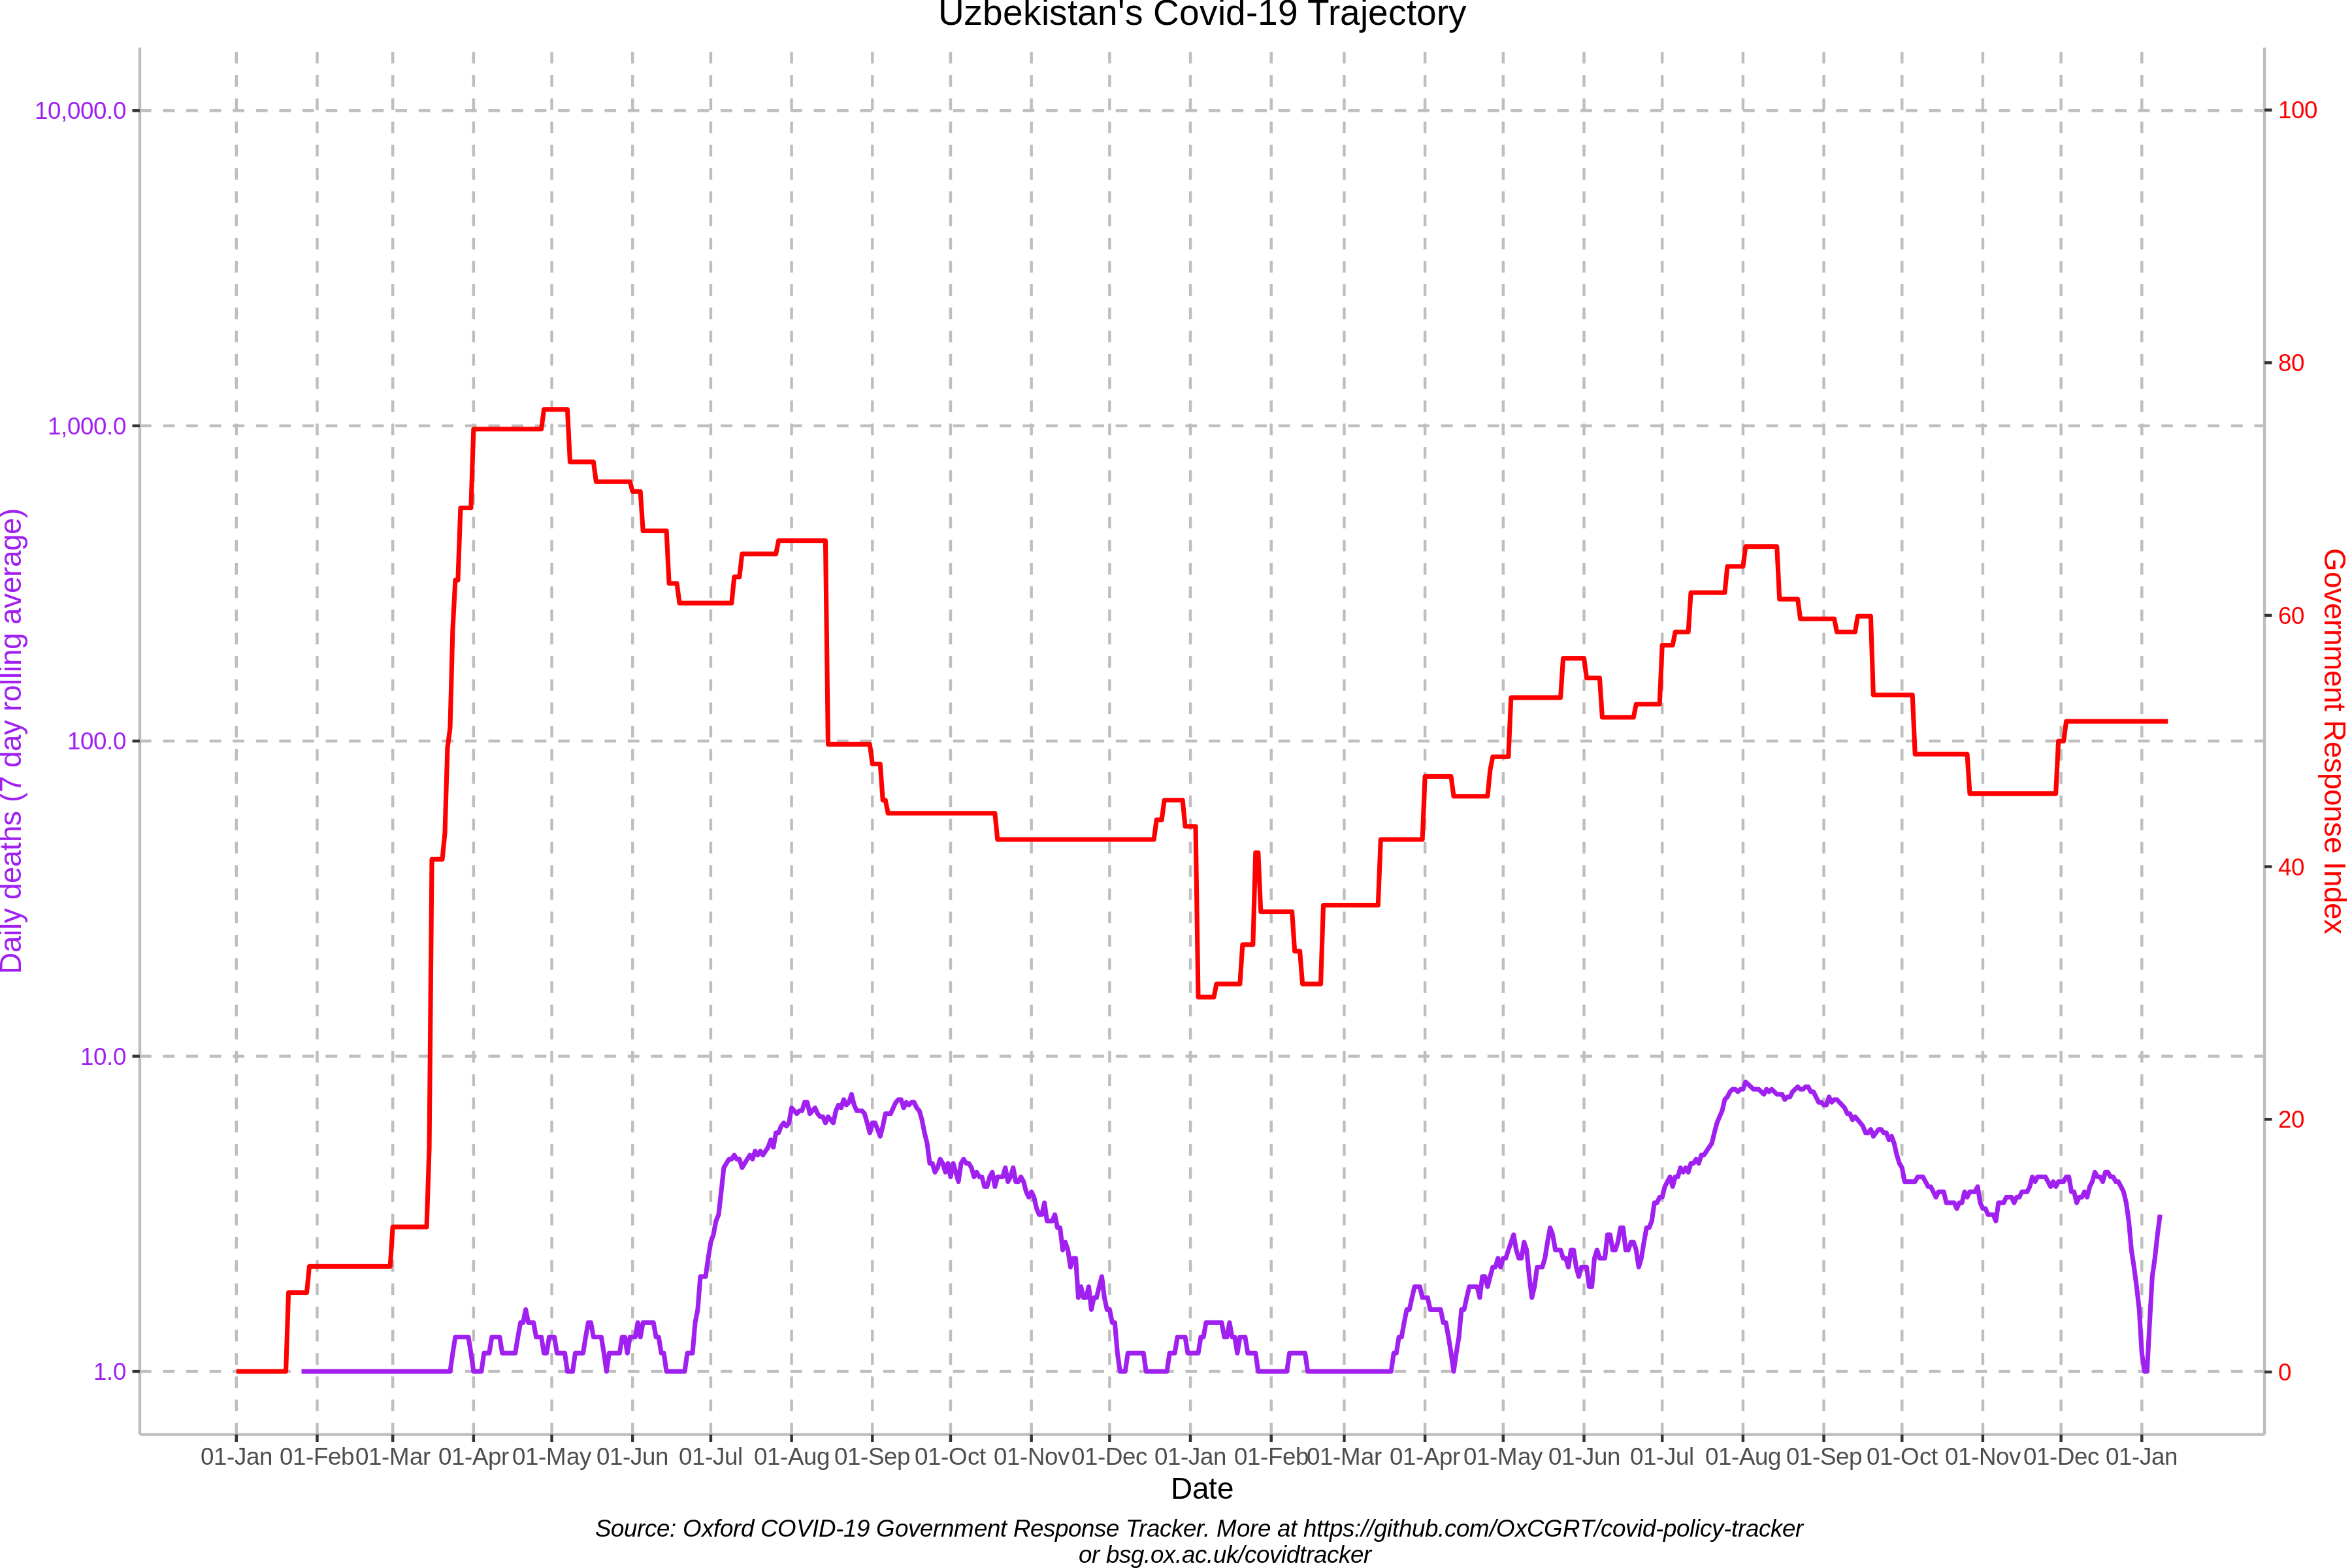 Uzbekistan's Covid-19 Trajectory
10,000.0
1,000.0
100.0
10.0
1.0
Daily deaths (7 day rolling average)
100
80
60
40
20
0
Government Response Index
01-Jan 01-Feb 01-Mar 01-Apr 01-May 01-Jun 01-Jul 01-Aug 01-Sep 01-Oct 01-Nov 01-Dec 01-Jan 01-Feb 01-Mar 01-Apr 01-May 01-Jun 01-Jul 01-Aug 01-Sep 01-Oct 01-Nov 01-Dec 01-Jan
Date
Source: Oxford COVID-19 Government Response Tracker. More at https://github.com/OxCGRT/covid-policy-tracker
or bsg.ox.ac.uk/covidtracker